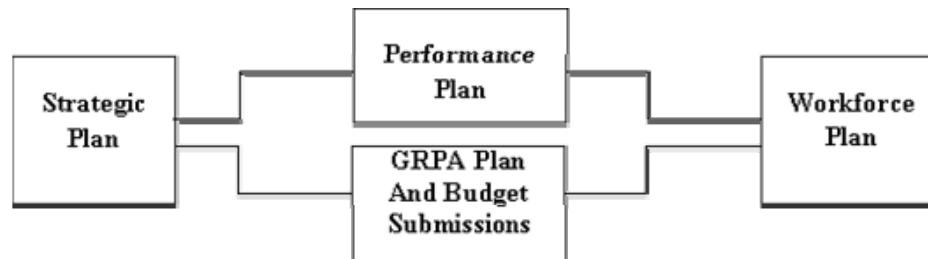 Strategic
Plan
Performance
Plan
GRPA Plan
And Budget
Submissions
Workforce
Plan